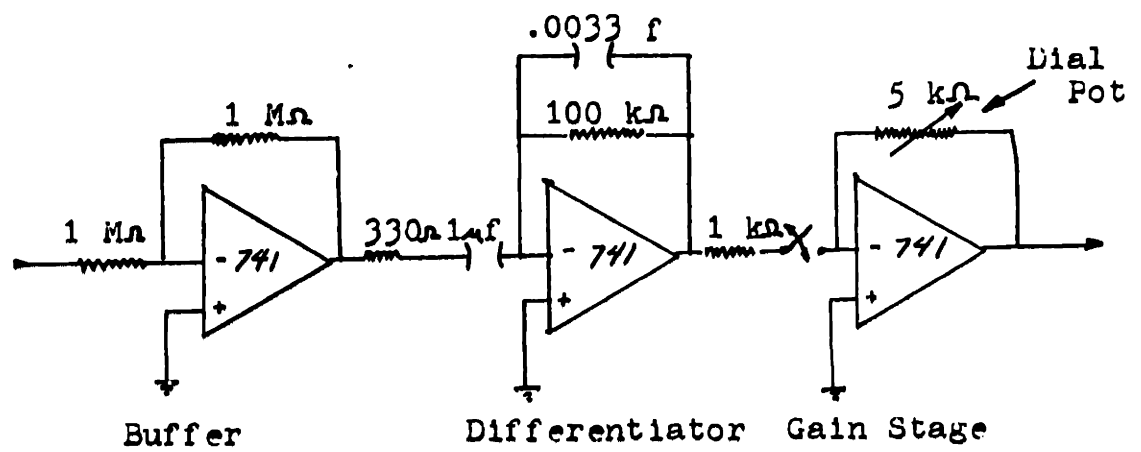 .0033 f
Dial
Pot
1 MΩ
100 kΩ
5 kΩ
1 MΩ
330Ω 1μf
1 kΩ
- 741
+
- 741
+
- 741
+
Buffer
Differentiator
Gain Stage